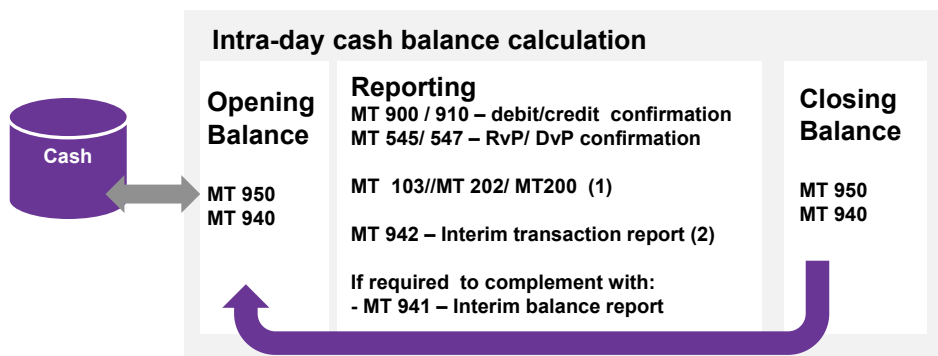 Intra-day cash balance calculation
Cash
Opening
Balance
MT 950
MT 940
Reporting
MT 900 / 910 – debit/credit confirmation
MT 545/ 547 – RvP/ DvP confirmation
MT 103//MT 202/ MT200 (1)
MT 942 – Interim transaction report (2)
If required to complement with:
- MT 941 – Interim balance report
Closing
Balance
MT 950
MT 940